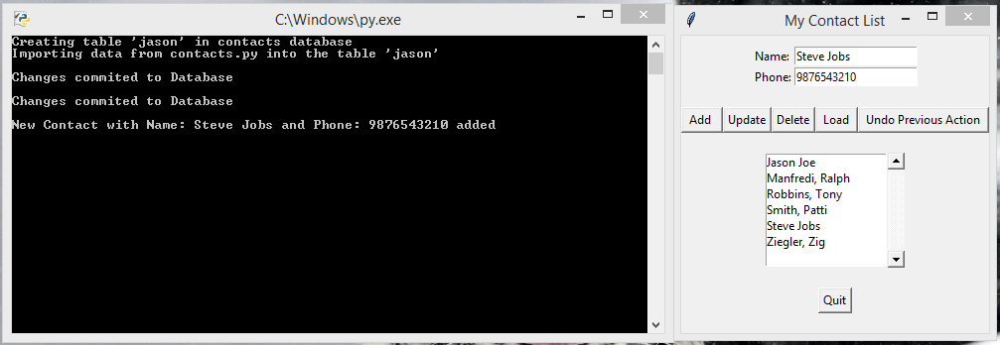 C:\Windows\py.exe
Creating table 'jason' in contacts database
Importing data from contacts.py into the table 'jason'
Changes commited to Database
Changes commited to Database
New Contact with Name: Steve Jobs and Phone: 9876543210 added
My Contact List
Name: Steve Jobs
Phone: 9876543210
Add Update Delete Load Undo Previous Action
Jason Joe
Manfredi, Ralph
Robbins, Tony
Smith, Patti
Steve Jobs
Ziegler, Zig
Quit